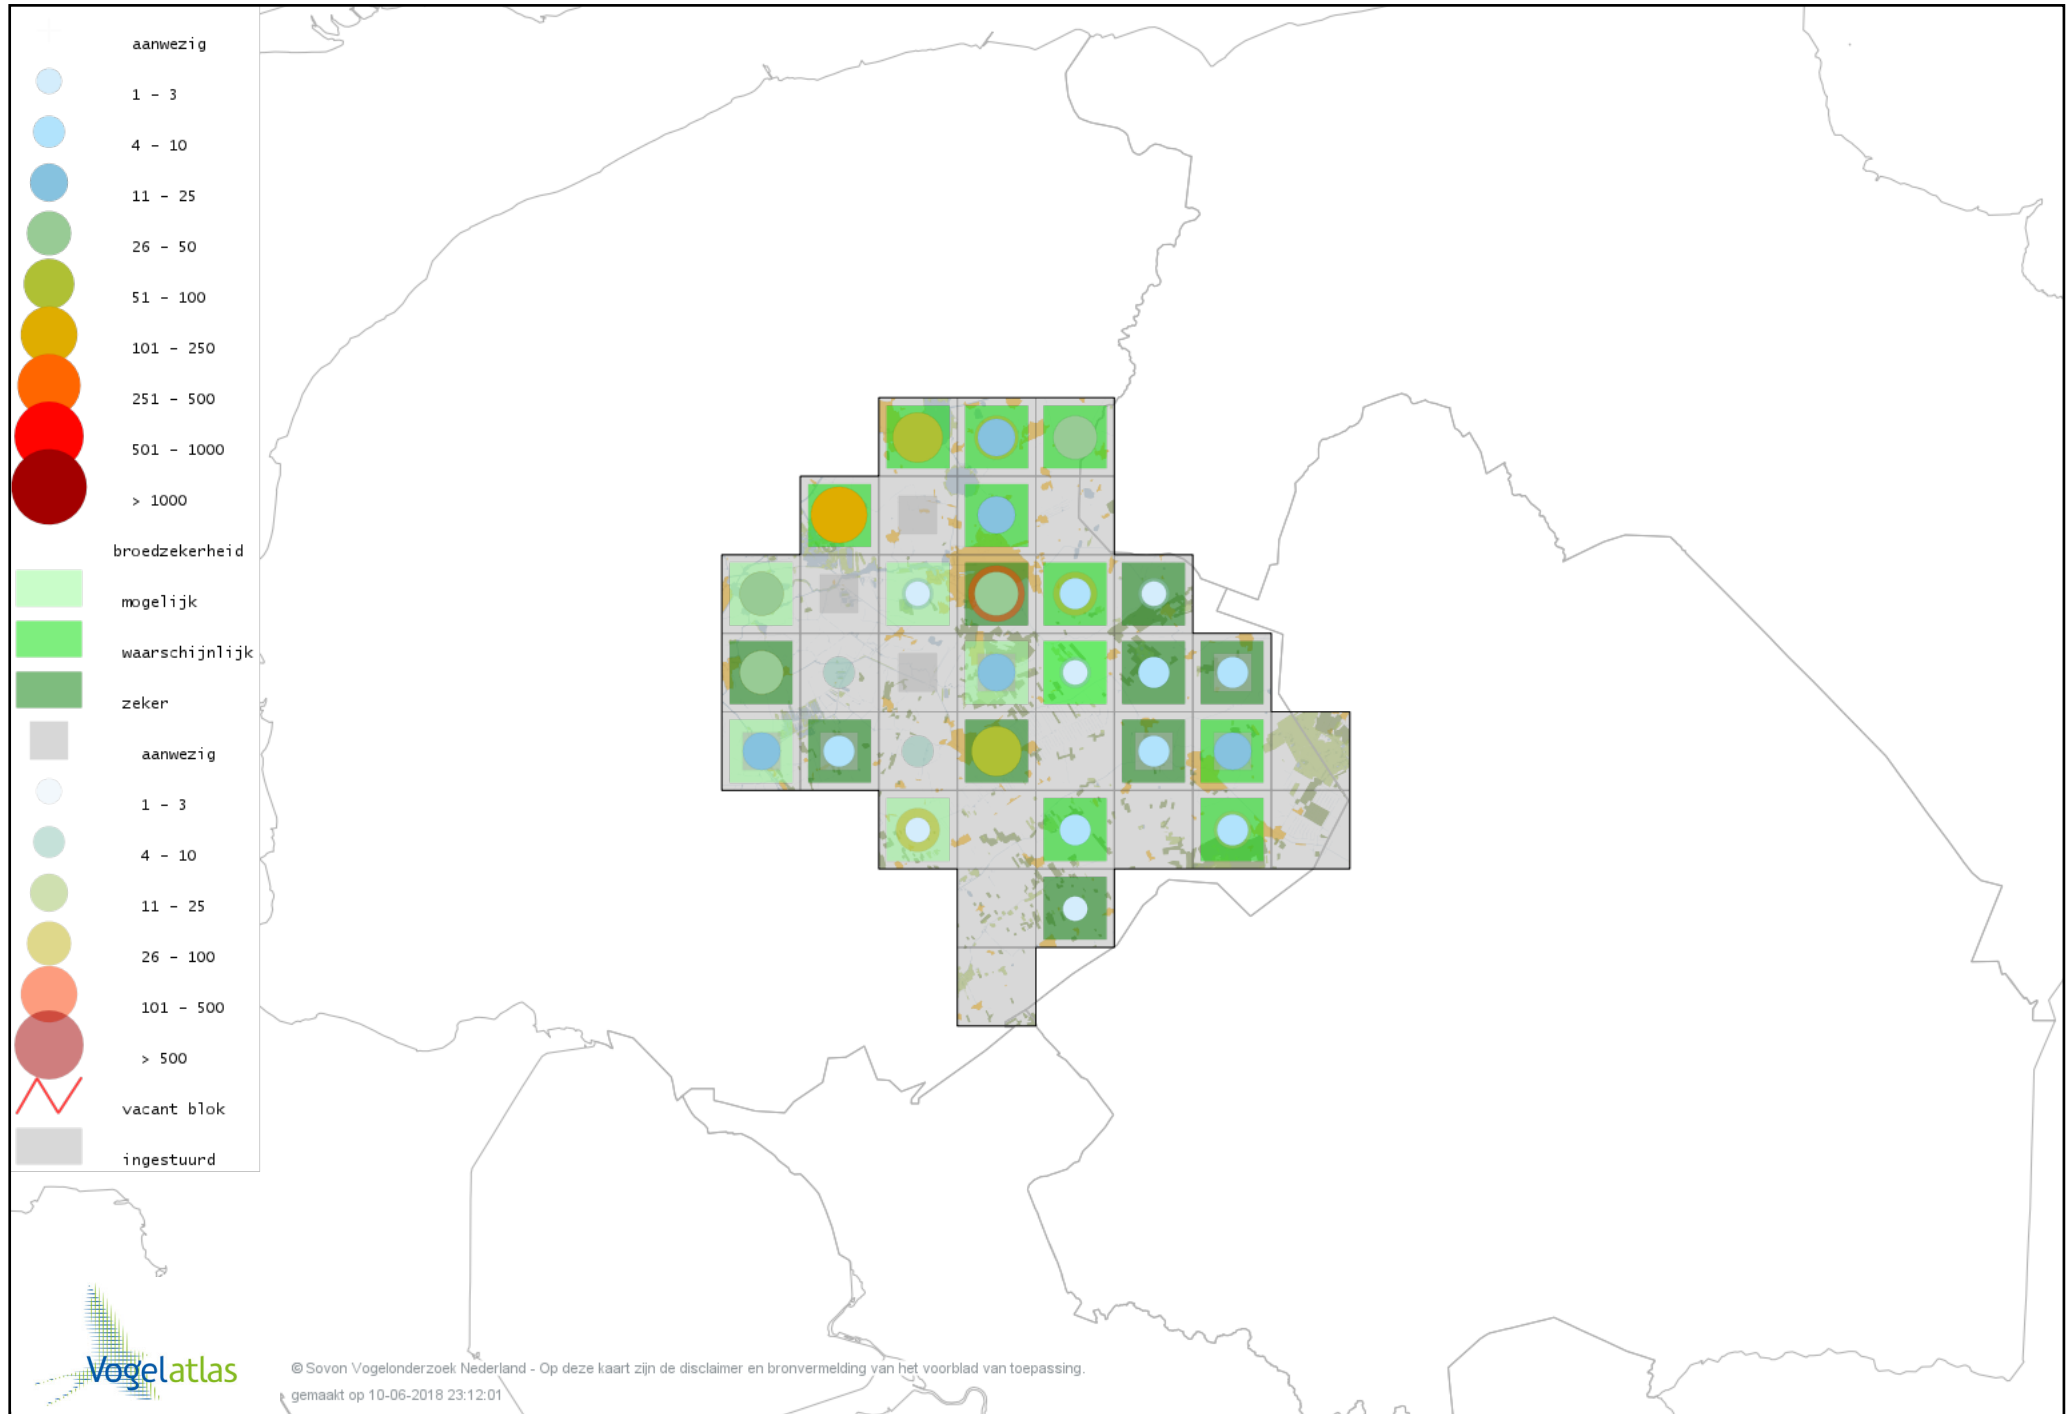 aanwezig
1 - 3
4 - 10
11 - 25
26 - 50
51 - 100
101 - 250
251 - 500
501 - 1000
> 1000
broedzekerheid
mogelijk
waarschijnlijk
zeker
aanwezig
1 - 3
4 - 10
11 - 25
26 - 100
101 - 500
> 500
vacant blok
ingestuurd
Vogelatlas
© Sovon Vogelonderzoek Nederland - Op deze kaart zijn de disclaimer en bronvermelding van het voorblad van toepassing.
gemaakt op 10-06-2018 23:12:01